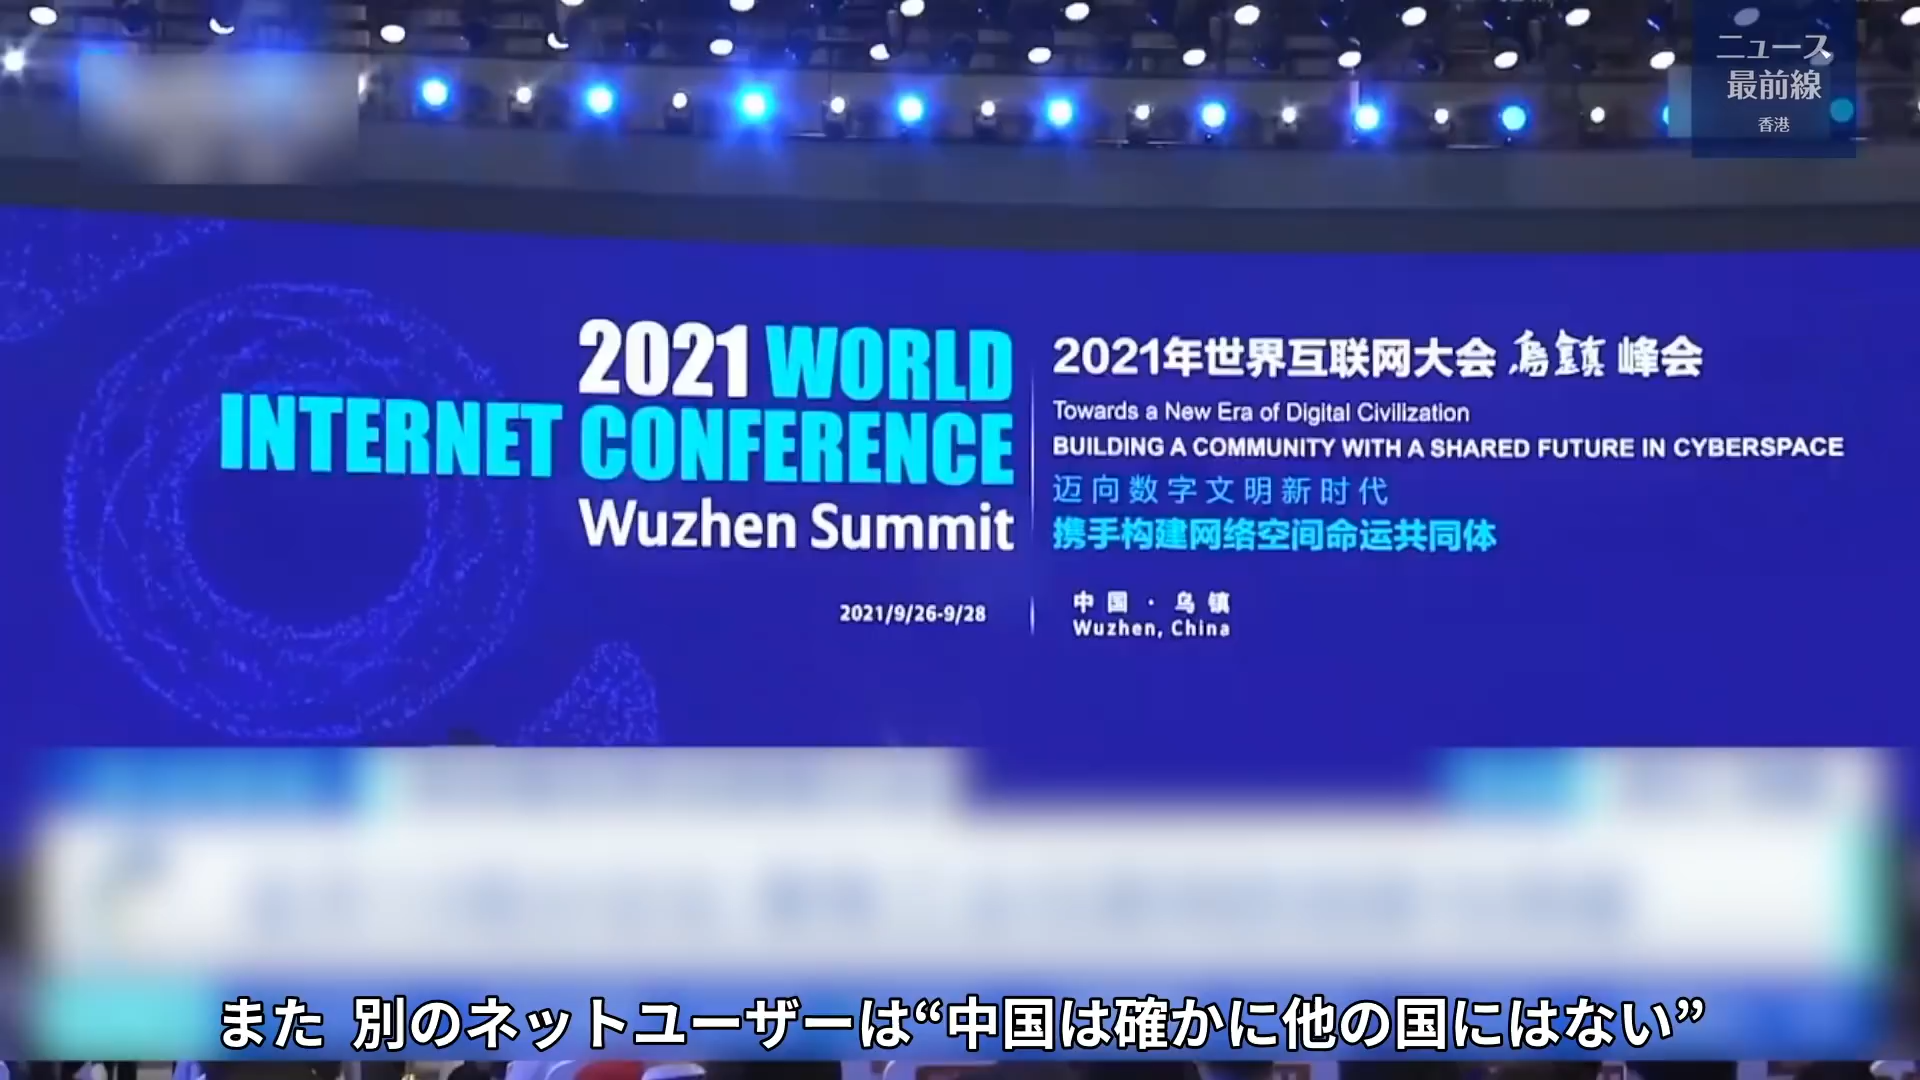 ニュース
最前線
香港
2021 WORLD
INTERNET CONFERENCE
Wuzhen Summit
2021/9/26-9/28
2021年世界互联网大会 烏鎮 峰会
Towards a New Era of Digital Civilization
BUILDING A COMMUNITY WITH A SHARED FUTURE IN CYBERSPACE
迈向数字文明新时代
携手构建网络空间命运共同体
中国·乌镇
Wuzhen, China
また 別のネットユーザーは“中国は確かに他の国にはない”